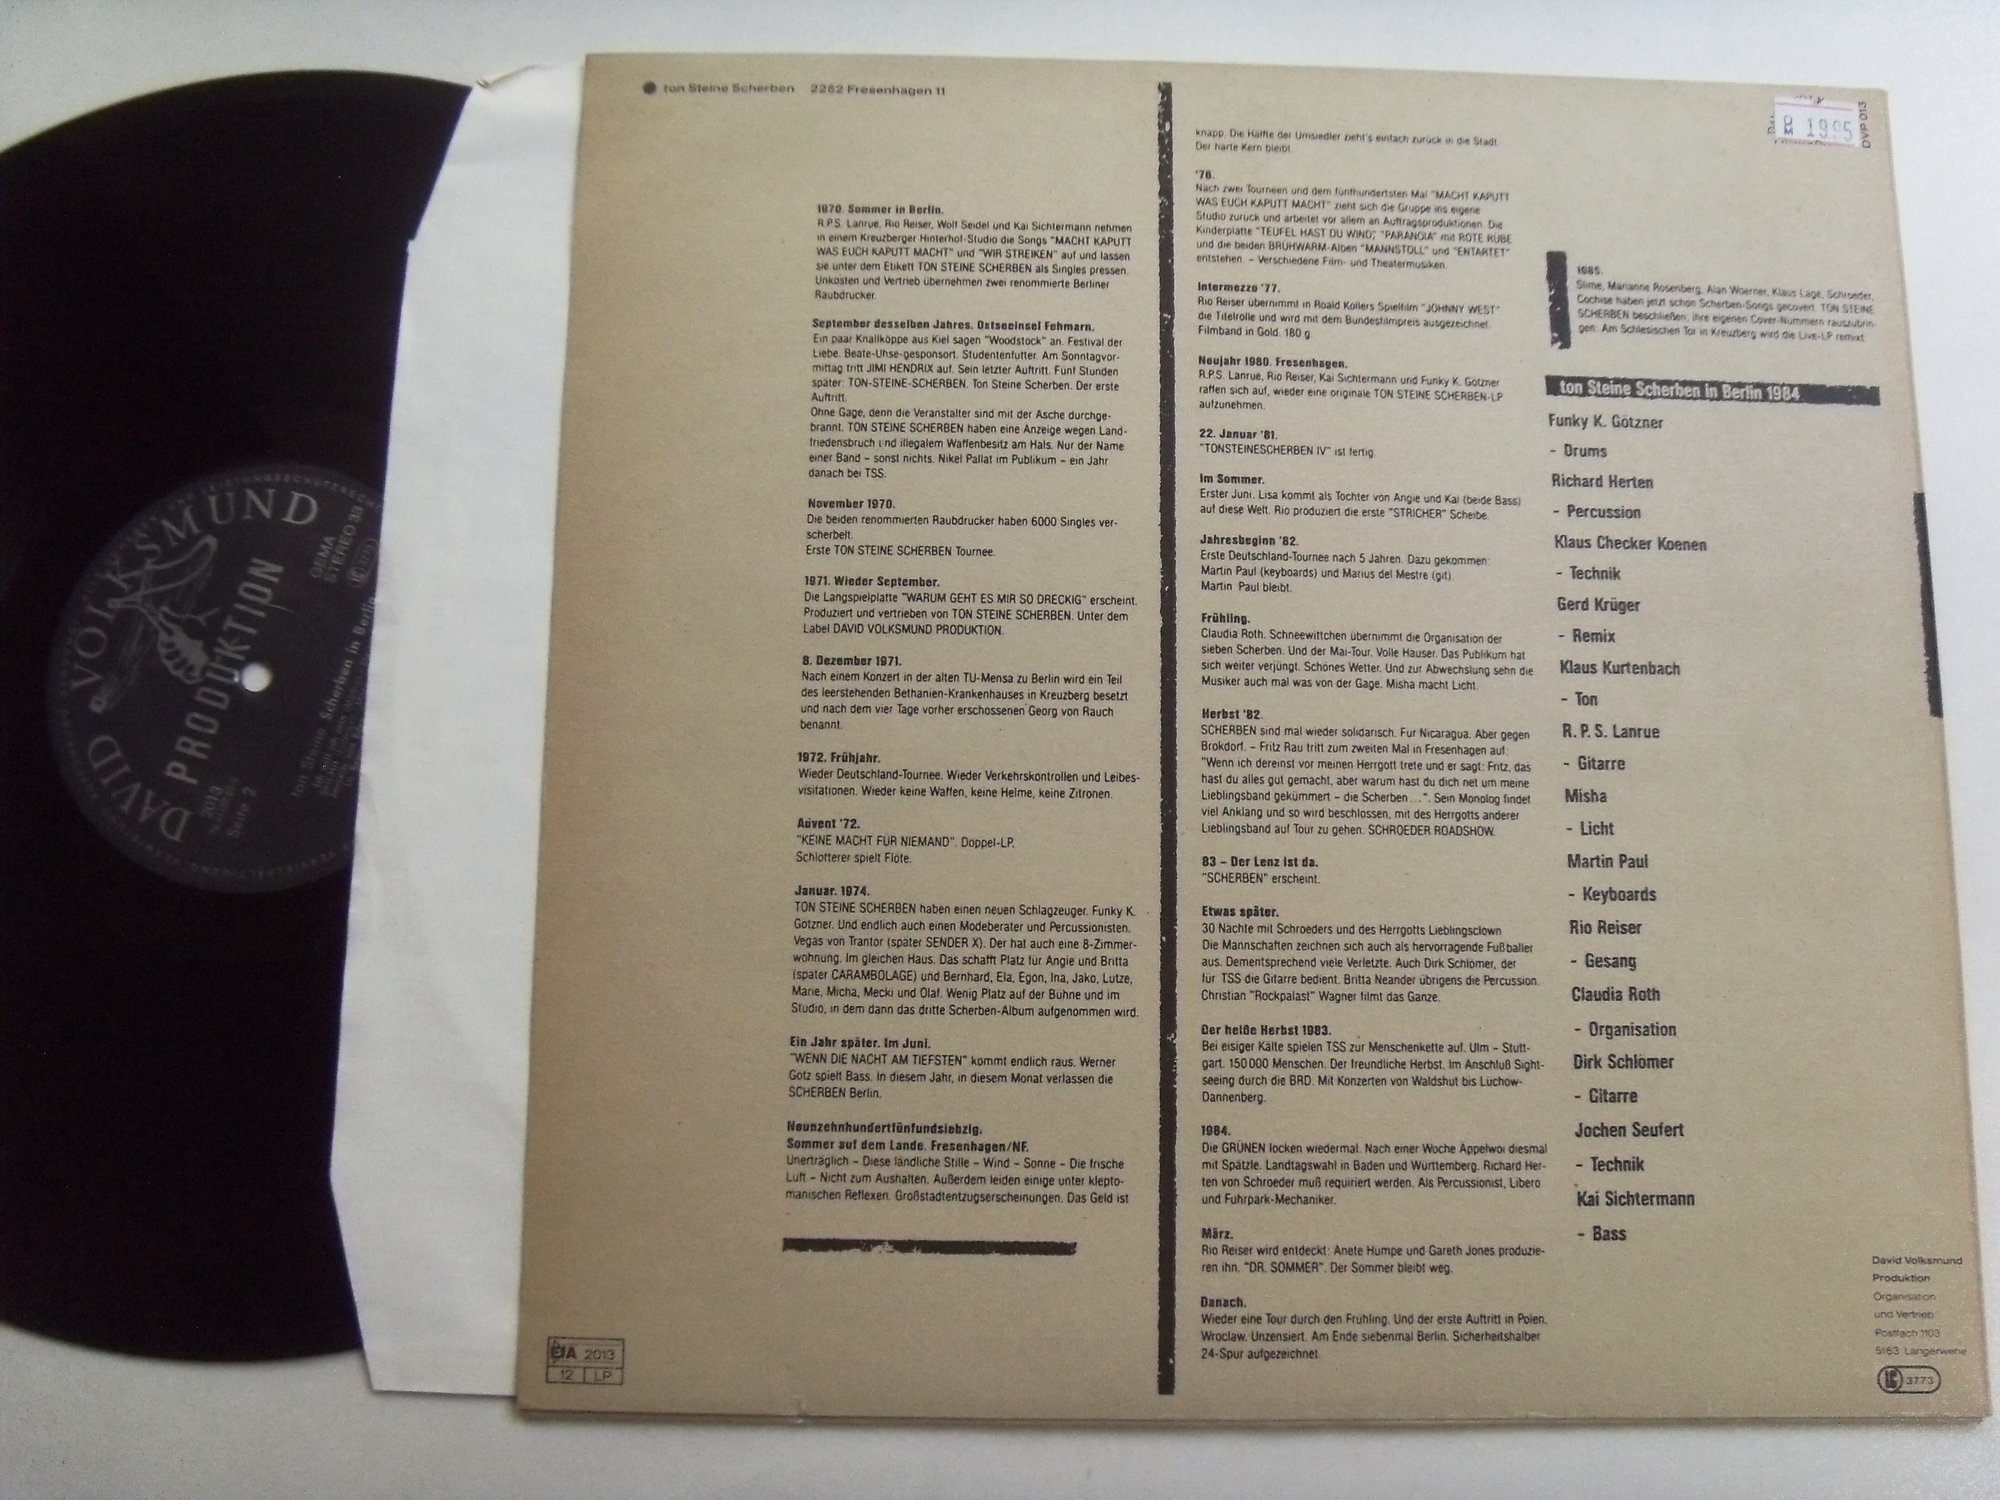 ton Steine Scherben 2262 Fresenhagen 11
1970. Sommer in Berlin.
R.P.S. Lanrue, Rio Reiser, Wolf Seidel und Kai Sichtermann nehmen
in einem Kreuzberger Hinterhof-Studio die Songs "MACHT KAPUTT
WAS EUCH KAPUTT MACHT" und "WIR STREIKEN" auf und lassen
sie unter dem Etikett TON STEINE SCHERBEN als Singles pressen.
Unkosten und Vertrieb übernehmen zwei renommierte Berliner
Raubdrucker.
September desselben Jahres. Ostseeinsel Fehmarn.
Ein paar Knallköppe aus Kiel sagen "Woodstock" an. Festival der
Liebe. Beate-Uhse-gesponsort. Studentenfutter. Am Sonntagvor-
mittag tritt JIMI HENDRIX auf. Sein letzter Auftritt. Fünf Stunden
später: TON-STEINE-SCHERBEN. Ton Steine Scherben. Der erste
Auftritt.
Ohne Gage, denn die Veranstalter sind mit der Asche durchge-
brannt. TON STEINE SCHERBEN haben eine Anzeige wegen Land-
friedensbruch und illegalem Waffenbesitz am Hals. Nur der Name
einer Band – sonst nichts. Nikel Pallat im Publikum – ein Jahr
danach bei TSS.
November 1970.
Die beiden renommierten Raubdrucker haben 6000 Singles ver-
scherbelt.
Erste TON STEINE SCHERBEN Tournee.
1971. Wieder September.
Die Langspielplatte "WARUM GEHT ES MIR SO DRECKIG" erscheint.
Produziert und vertrieben von TON STEINE SCHERBEN. Unter dem
Label DAVID VOLKSMUND PRODUKTION.
8. Dezember 1971.
Nach einem Konzert in der alten TU-Mensa zu Berlin wird ein Teil
des leerstehenden Bethanien-Krankenhauses in Kreuzberg besetzt
und nach dem vier Tage vorher erschossenen Georg von Rauch
benannt.
1972. Frühjahr.
Wieder Deutschland-Tournee. Wieder Verkehrskontrollen und Leibes-
visitationen. Wieder keine Waffen, keine Helme, keine Zitronen.
Advent '72.
"KEINE MACHT FÜR NIEMAND". Doppel-LP.
Schlotterer spielt Flöte.
Januar. 1974.
TON STEINE SCHERBEN haben einen neuen Schlagzeuger. Funky K.
Götzner. Und endlich auch einen Modeberater und Percussionisten.
Vegas von Trantor (später SENDER X). Der hat auch eine 8-Zimmer-
wohnung. Im gleichen Haus. Das schafft Platz für Angie und Britta
(später CARAMBOLAGE) und Bernhard, Ela, Egon, Ina, Jako, Lutze,
Marie, Micha, Mecki und Olaf. Wenig Platz auf der Bühne und im
Studio, in dem dann das dritte Scherben-Album aufgenommen wird.
Ein Jahr später. Im Juni.
"WENN DIE NACHT AM TIEFSTEN" kommt endlich raus. Werner
Götz spielt Bass. In diesem Jahr, in diesem Monat verlassen die
SCHERBEN Berlin.
Neunzehnhundertfünfundsiebzig.
Sommer auf dem Lande. Fresenhagen/NF.
Unerträglich – Diese ländliche Stille – Wind – Sonne – Die frische
Luft – Nicht zum Aushalten. Außerdem leiden einige unter klepto-
manischen Reflexen. Großstadtentzugserscheinungen. Das Geld ist
knapp. Die Hälfte der Umsiedler zieht's einfach zurück in die Stadt.
Der harte Kern bleibt.
'76.
Nach zwei Tourneen und dem fünfhundertsten Mal "MACHT KAPUTT
WAS EUCH KAPUTT MACHT" zieht sich die Gruppe ins eigene
Studio zurück und arbeitet vor allem an Auftragsproduktionen. Die
Kinderplatte "TEUFEL HAST DU WIND", "PARANOIA" mit ROTE RÜBE
und die beiden BRÜHWARM-Alben "MANNSTOLL" und "ENTARTET"
entstehen. – Verschiedene Film- und Theatermusiken.
Intermezzo '77.
Rio Reiser übernimmt in Roald Kollers Spielfilm "JOHNNY WEST"
die Titelrolle und wird mit dem Bundesfilmpreis ausgezeichnet.
Filmband in Gold. 180 g.
Neujahr 1980. Fresenhagen.
R.P.S. Lanrue, Rio Reiser, Kai Sichtermann und Funky K. Götzner
raffen sich auf, wieder eine originale TON STEINE SCHERBEN-LP
aufzunehmen.
22. Januar '81.
"TONSTEINESCHERBEN IV" ist fertig.
Im Sommer.
Erster Juni. Lisa kommt als Tochter von Angie und Kai (beide Bass)
auf diese Welt. Rio produziert die erste "STRICHER" Scheibe.
Jahresbeginn '82.
Erste Deutschland-Tournee nach 5 Jahren. Dazu gekommen:
Martin Paul (keyboards) und Marius del Mestre (git).
Martin Paul bleibt.
Frühling.
Claudia Roth. Schneewittchen übernimmt die Organisation der
sieben Scherben. Und der Mai-Tour. Volle Häuser. Das Publikum hat
sich weiter verjüngt. Schönes Wetter. Und zur Abwechslung sehn die
Musiker auch mal was von der Gage. Misha macht Licht.
Herbst '82.
SCHERBEN sind mal wieder solidarisch. Für Nicaragua. Aber gegen
Brokdorf. – Fritz Rau tritt zum zweiten Mal in Fresenhagen auf:
"Wenn ich dereinst vor meinen Herrgott trete und er sagt: Fritz, das
hast du alles gut gemacht, aber warum hast du dich net um meine
Lieblingsband gekümmert – die Scherben ...". Sein Monolog findet
viel Anklang und so wird beschlossen, mit des Herrgotts anderer
Lieblingsband auf Tour zu gehen. SCHROEDER ROADSHOW.
83 – Der Lenz ist da.
"SCHERBEN" erscheint.
Etwas später.
30 Nächte mit Schroeders und des Herrgotts Lieblingsclown
Die Mannschaften zeichnen sich auch als hervorragende Fußballer
aus. Dementsprechend viele Verletzte. Auch Dirk Schlömer, der
für TSS die Gitarre bedient. Britta Neander übrigens die Percussion.
Christian "Rockpalast" Wagner filmt das Ganze.
Der heiße Herbst 1983.
Bei eisiger Kälte spielen TSS zur Menschenkette auf. Ulm – Stutt-
gart. 150 000 Menschen. Der freundliche Herbst. Im Anschluß Sight-
seeing durch die BRD. Mit Konzerten von Waldshut bis Lüchow-
Dannenberg.
1984.
Die GRÜNEN locken wiedermal. Nach einer Woche Äppelwoi diesmal
mit Spätzle. Landtagswahl in Baden und Württemberg. Richard Her-
ten von Schroeder muß requiriert werden. Als Percussionist, Libero
und Fuhrpark-Mechaniker.
März.
Rio Reiser wird entdeckt: Anete Humpe und Gareth Jones produzie-
ren ihn. "DR. SOMMER". Der Sommer bleibt weg.
Danach.
Wieder eine Tour durch den Frühling. Und der erste Auftritt in Polen.
Wroclaw. Unzensiert. Am Ende siebenmal Berlin. Sicherheitshalber
24-Spur aufgezeichnet.
DM 19.95
DVP 013
1985.
Slime, Marianne Rosenberg, Alan Woerner, Klaus Lage, Schroeder,
Cochise haben jetzt schon Scherben-Songs gecovert. TON STEINE
SCHERBEN beschließen, ihre eigenen Cover-Nummern rauszubrin-
gen. Am Schlesischen Tor in Kreuzberg wird die Live-LP remixt.
ton Steine Scherben in Berlin 1984
Funky K. Götzner
- Drums
Richard Herten
- Percussion
Klaus Checker Koenen
- Technik
Gerd Krüger
- Remix
Klaus Kurtenbach
- Ton
R. P. S. Lanrue
- Gitarre
Misha
- Licht
Martin Paul
- Keyboards
Rio Reiser
- Gesang
Claudia Roth
- Organisation
Dirk Schlömer
- Gitarre
Jochen Seufert
- Technik
Kai Sichtermann
- Bass
David Volksmund
Produktion
Organisation
und Vertrieb
Postfach 1103
5163 Langerwehe
LC 3773
EfA 2013
12 LP
DAVID VOLKSMUND
PRODUKTION
GEMA
STEREO 33
2013
Seite 2
ton Steine Scherben in Berlin